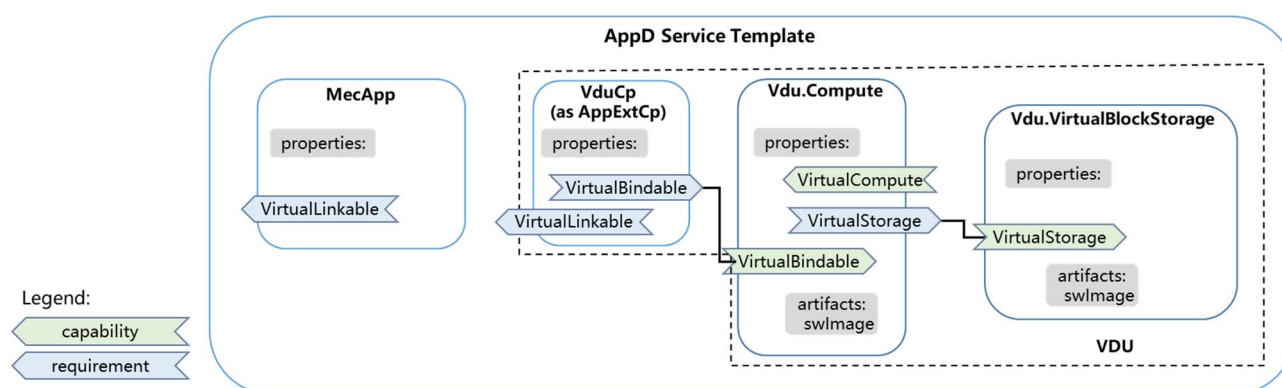 AppD Service Template
MecApp
properties:
VirtualLinkable
VduCp
(as AppExtCp)
properties:
VirtualBindable
VirtualLinkable
Vdu.Compute
properties:
VirtualCompute
VirtualStorage
VirtualBindable
artifacts:
swImage
Vdu.VirtualBlockStorage
properties:
VirtualStorage
artifacts:
swImage
VDU
Legend:
capability
requirement